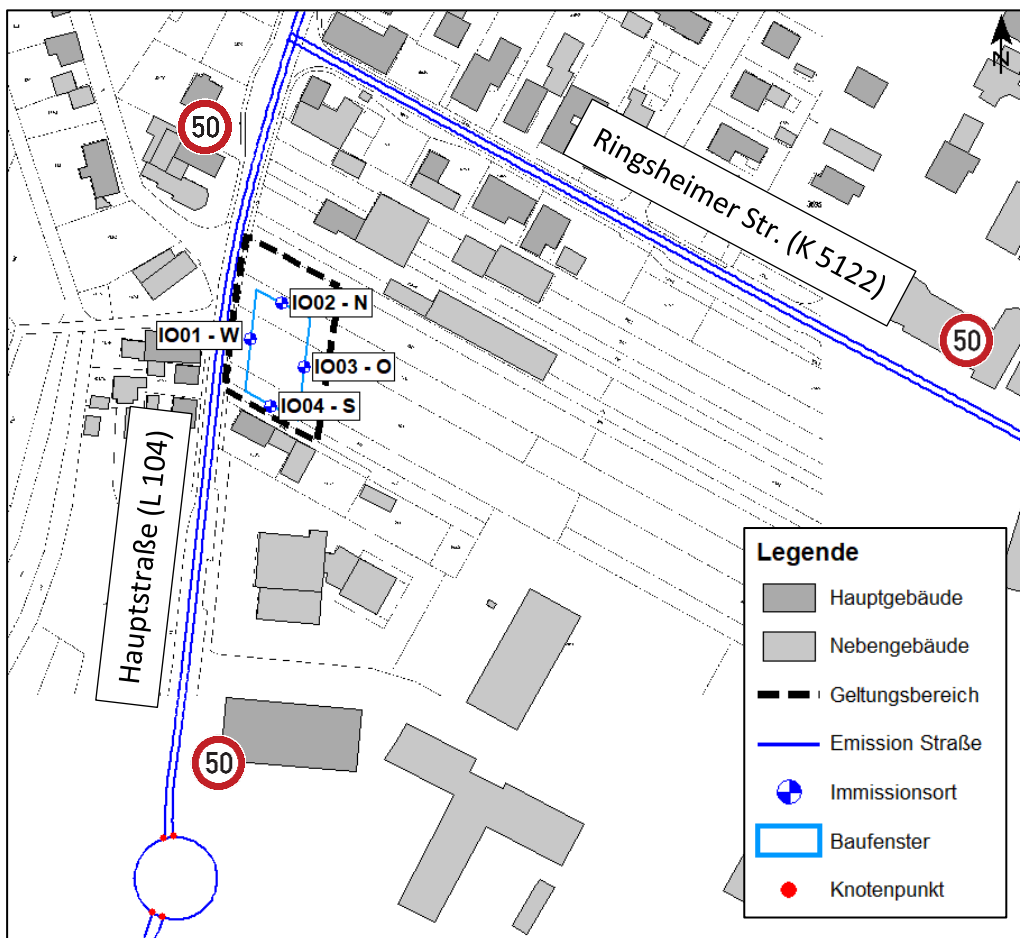 N
50
Ringsheimer Str. (K 5122)
IO02 - N
IO01 - W
50
IO03 - O
IO04 - S
Hauptstraße (L 104)
50
Legende
Hauptgebäude
Nebengebäude
Geltungsbereich
Emission Straße
Immissionsort
Baufenster
Knotenpunkt